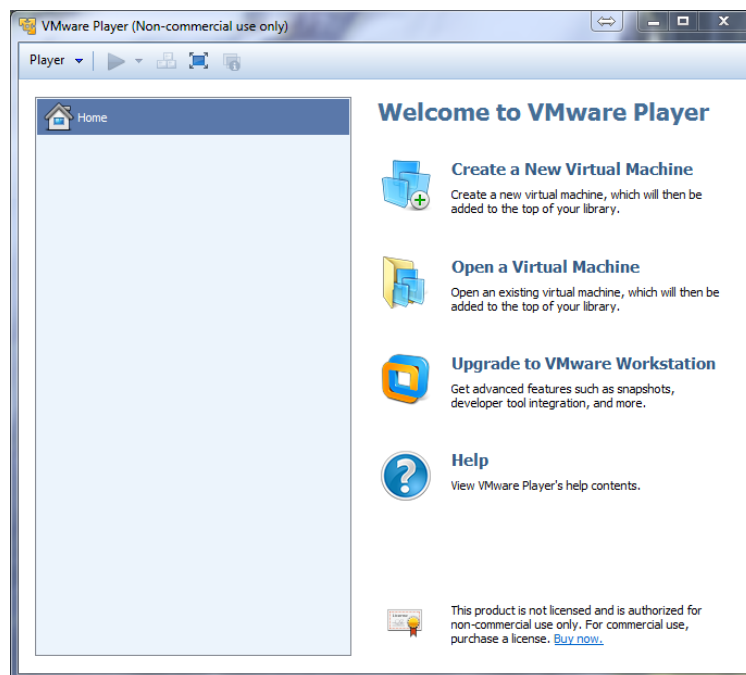 VMware Player (Non-commercial use only)
Player
Home
Welcome to VMware Player
Create a New Virtual Machine
Create a new virtual machine, which will then be
added to the top of your library.
Open a Virtual Machine
Open an existing virtual machine, which will then be
added to the top of your library.
Upgrade to VMware Workstation
Get advanced features such as snapshots,
developer tool integration, and more.
Help
View VMware Player's help contents.
This product is not licensed and is authorized for
non-commercial use only. For commercial use,
purchase a license. Buy now.